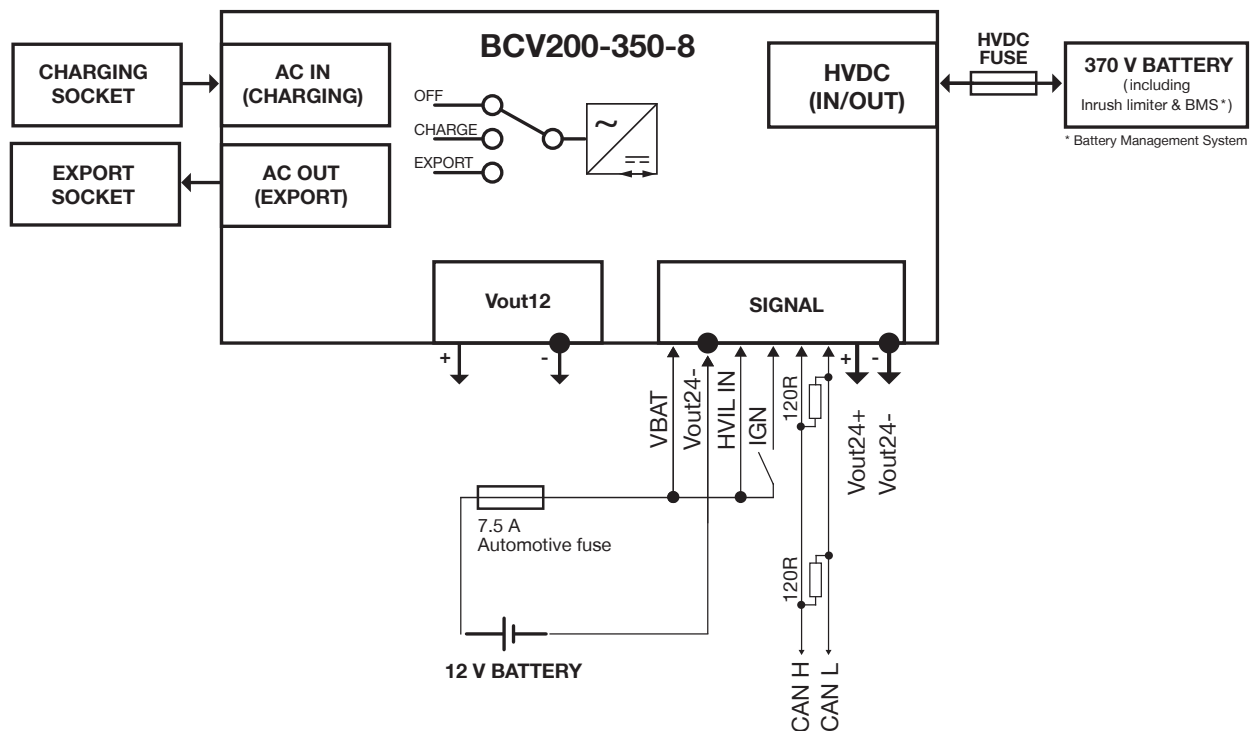 BCV200-350-8
CHARGING
SOCKET
AC IN
(CHARGING)
EXPORT
SOCKET
AC OUT
(EXPORT)
OFF
CHARGE
EXPORT
~
HVDC
(IN/OUT)
HVDC
FUSE
370 V BATTERY
(including
Inrush limiter & BMS*)
* Battery Management System
Vout12
+
-
SIGNAL
+
-
VBAT
Vout24-
HVIL IN
IGN
120R
Vout24+
Vout24-
7.5 A
Automotive fuse
120R
12 V BATTERY
CAN H
CAN L